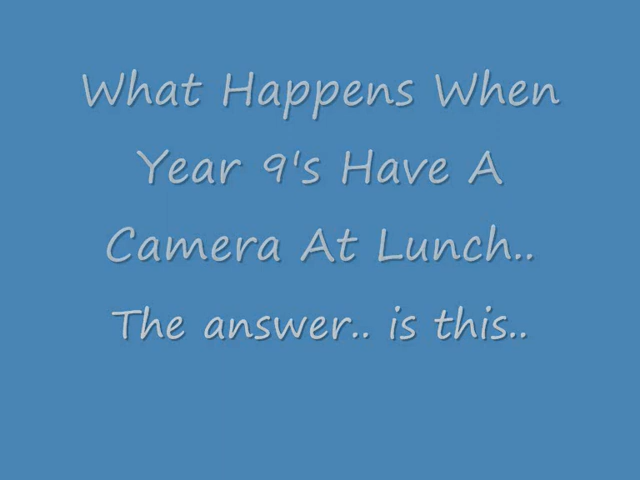 What Happens When
Year 9's Have A
Camera At Lunch..
The answer.. is this..